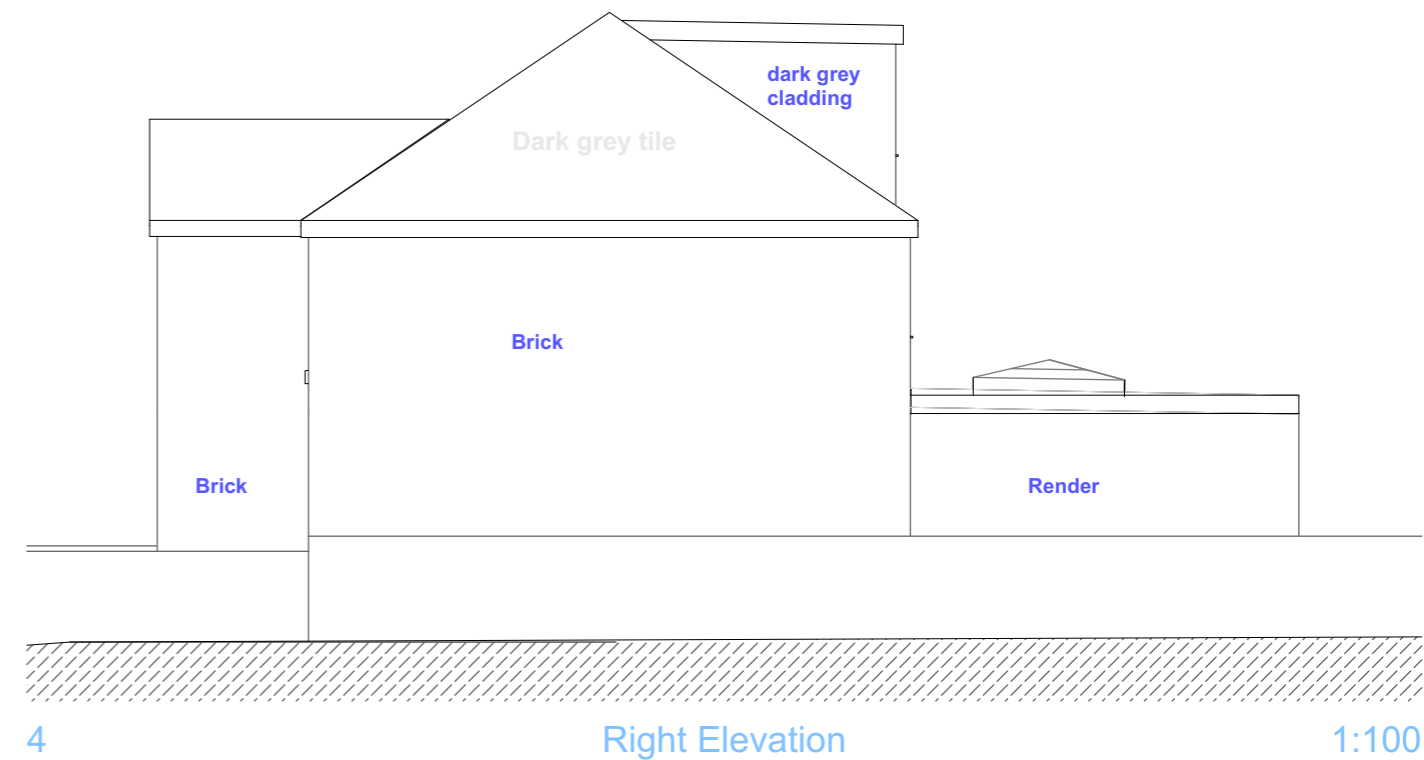 dark grey
cladding
Dark grey tile
Brick
Brick
Render
4
Right Elevation
1:100